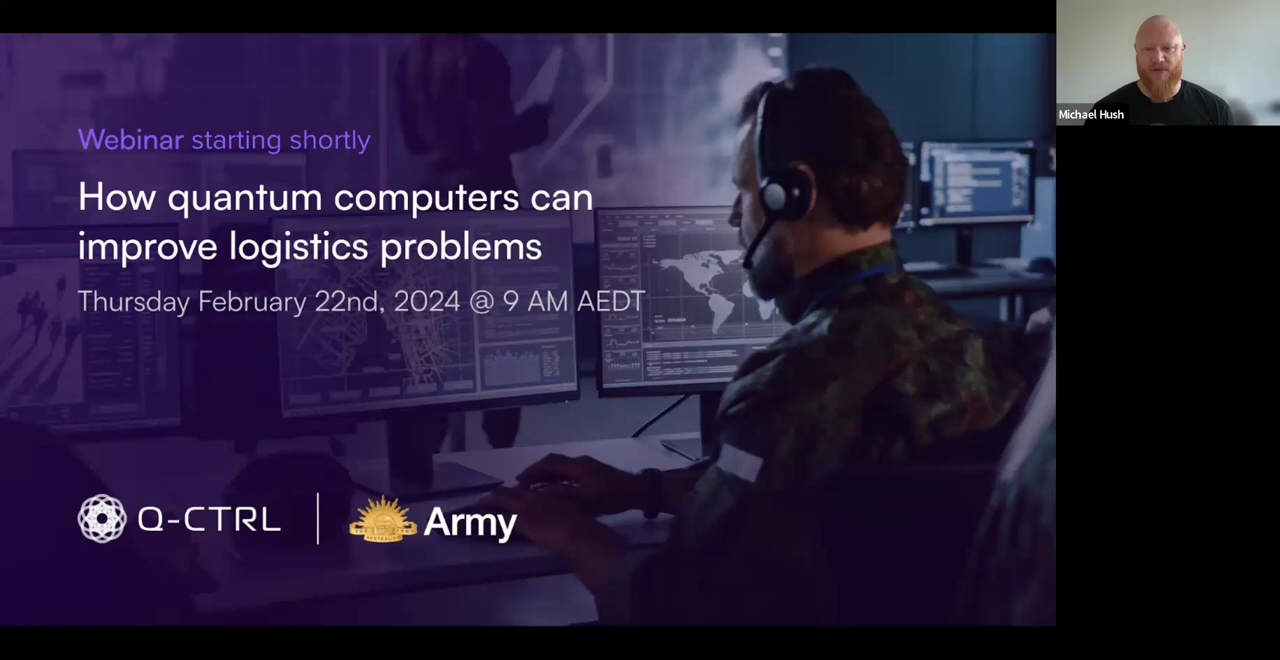 Webinar starting shortly
How quantum computers can
improve logistics problems
Thursday February 22nd, 2024 @ 9 AM AEDT
Q-CTRL
Army
Michael Hush